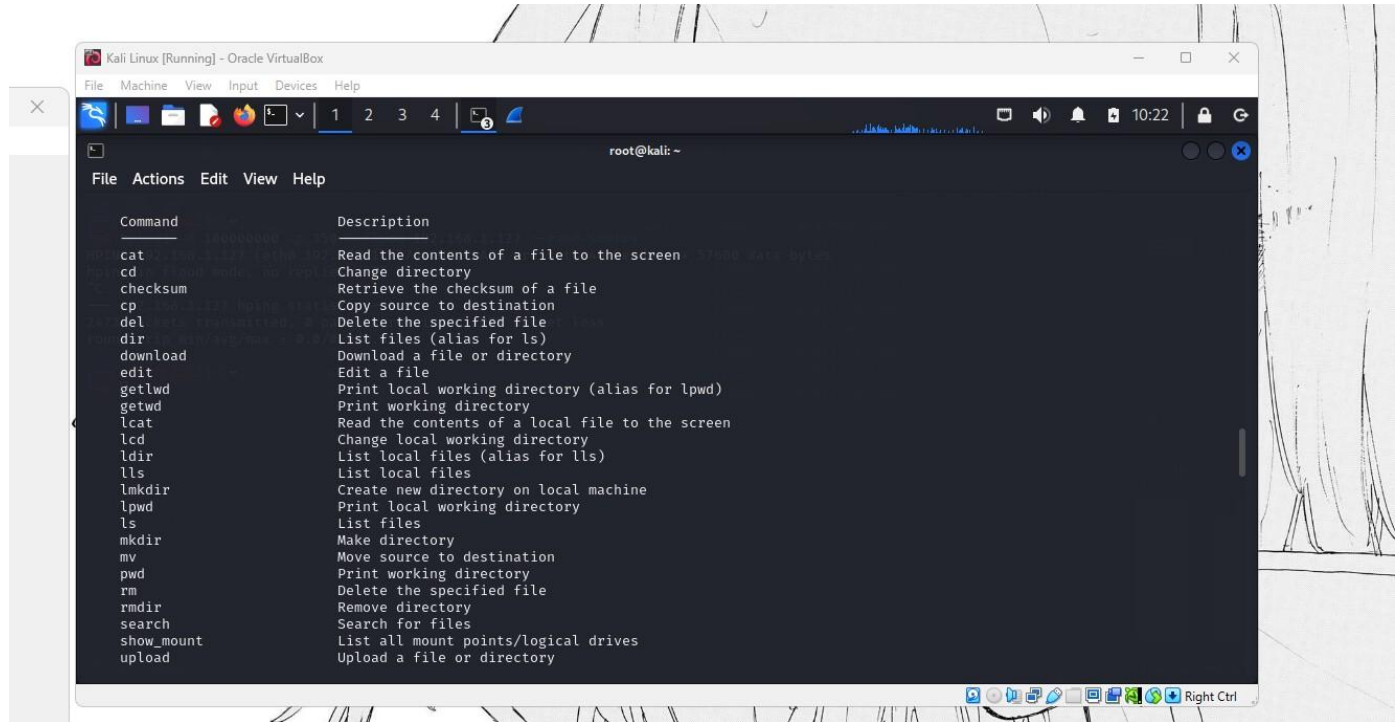 Kali Linux [Running] - Oracle VirtualBox
File Machine View Input Devices Help
1 2 3 4 3 10:22
root@kali: ~
File Actions Edit View Help
Command Description
cat Read the contents of a file to the screen
cd Change directory
checksum Retrieve the checksum of a file
cp Copy source to destination
del Delete the specified file
dir List files (alias for ls)
download Download a file or directory
edit Edit a file
getlwd Print local working directory (alias for lpwd)
getwd Print working directory
lcat Read the contents of a local file to the screen
lcd Change local working directory
ldir List local files (alias for lls)
lls List local files
lmkdir Create new directory on local machine
lpwd Print local working directory
ls List files
mkdir Make directory
mv Move source to destination
pwd Print working directory
rm Delete the specified file
rmdir Remove directory
search Search for files
show_mount List all mount points/logical drives
upload Upload a file or directory
Right Ctrl